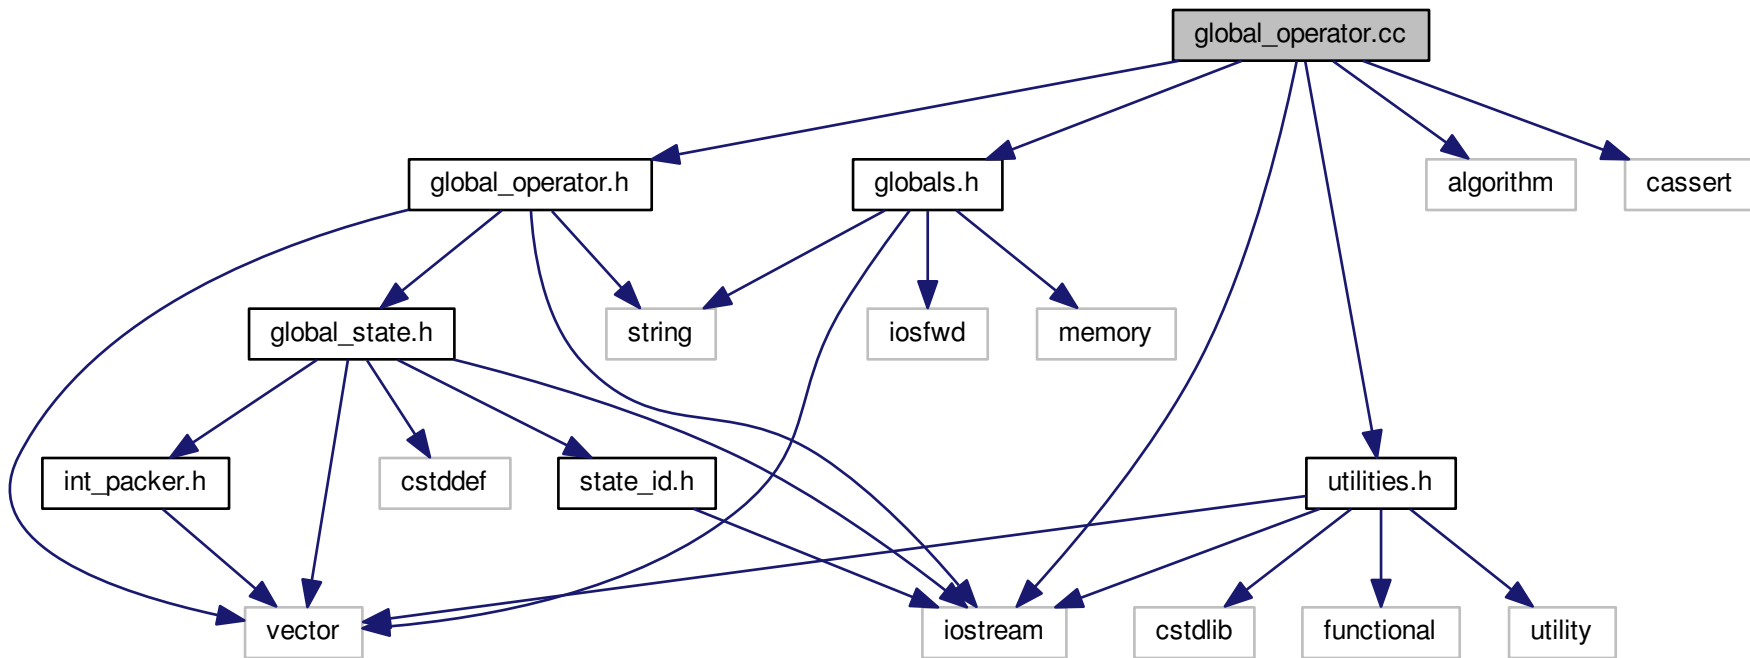 global_operator.cc
global_operator.h
globals.h
algorithm
cassert
global_state.h
string
iosfwd
memory
int_packer.h
cstddef
state_id.h
utilities.h
vector
iostream
cstdlib
functional
utility